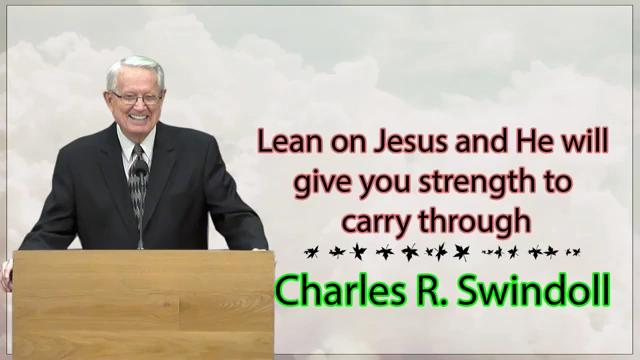 Lean on Jesus and He will
give you strength to
carry through
Charles R. Swindoll